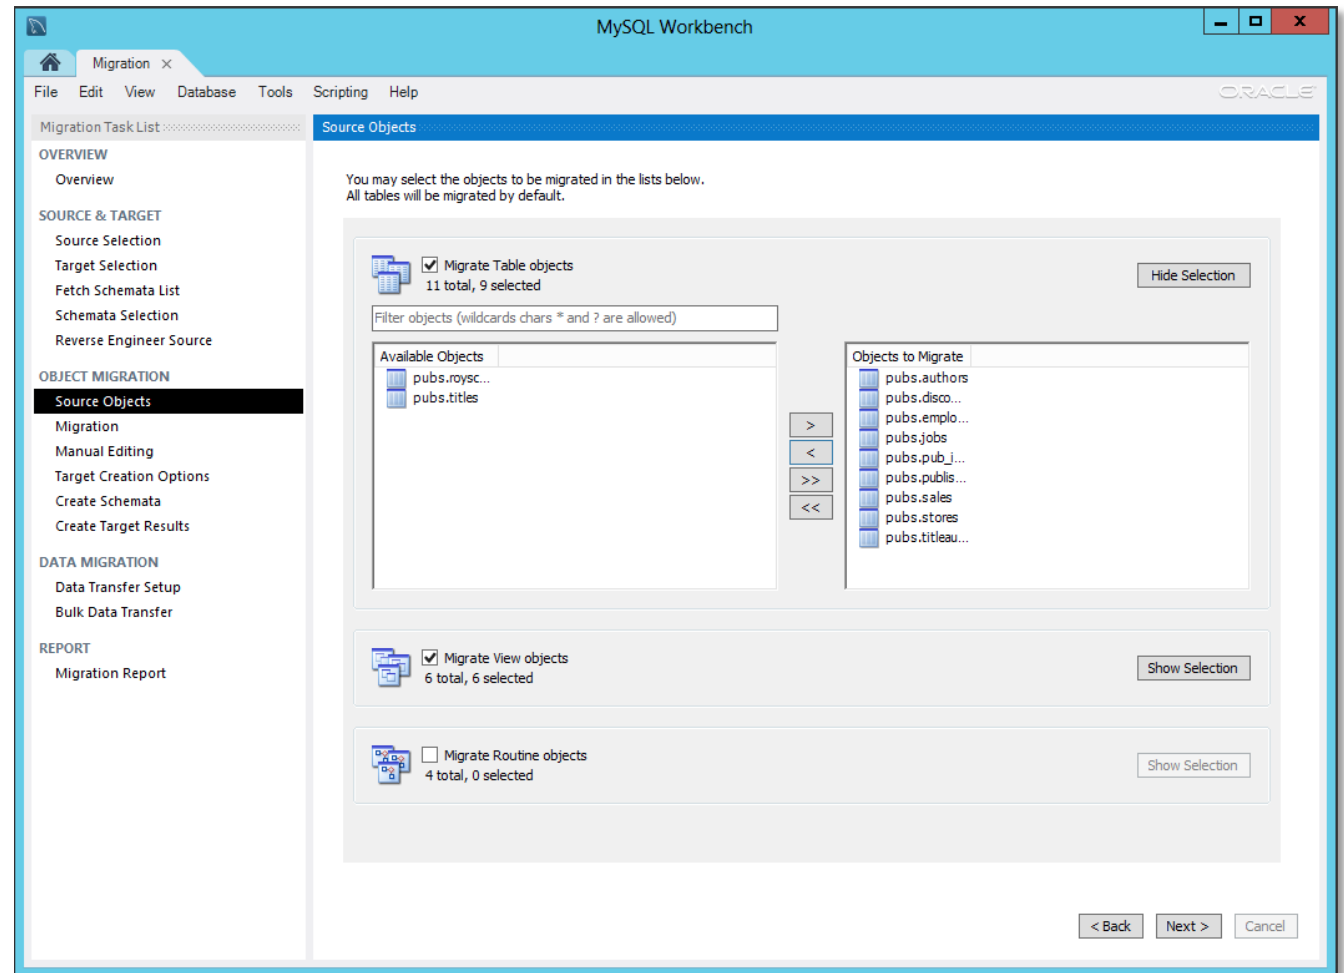 MySQL Workbench
Migration
File Edit View Database Tools Scripting Help
ORACLE
Migration Task List
OVERVIEW
Overview
SOURCE & TARGET
Source Selection
Target Selection
Fetch Schemata List
Schemata Selection
Reverse Engineer Source
OBJECT MIGRATION
Source Objects
Migration
Manual Editing
Target Creation Options
Create Schemata
Create Target Results
DATA MIGRATION
Data Transfer Setup
Bulk Data Transfer
REPORT
Migration Report
Source Objects
You may select the objects to be migrated in the lists below.
All tables will be migrated by default.
Migrate Table objects
11 total, 9 selected
Hide Selection
Filter objects (wildcards chars * and ? are allowed)
Available Objects
pubs.roysc...
pubs.titles
>
<
>>
<<
Objects to Migrate
pubs.authors
pubs.disco...
pubs.emplo...
pubs.jobs
pubs.pub_i...
pubs.publis...
pubs.sales
pubs.stores
pubs.titleau...
Migrate View objects
6 total, 6 selected
Show Selection
Migrate Routine objects
4 total, 0 selected
Show Selection
< Back Next > Cancel